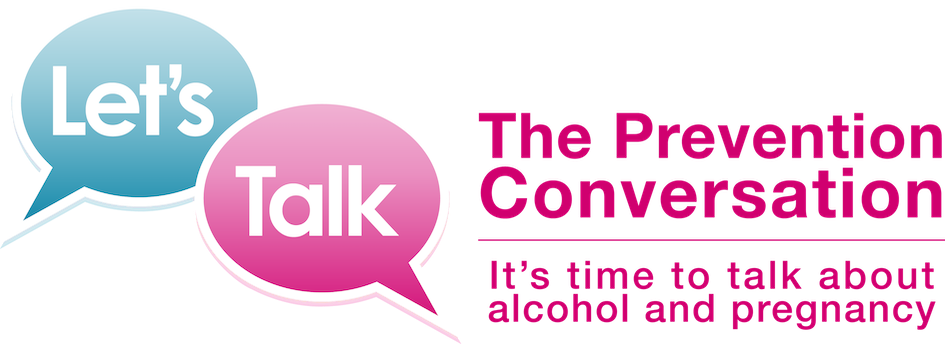 Let's
Talk
The Prevention
Conversation
It's time to talk about
alcohol and pregnancy